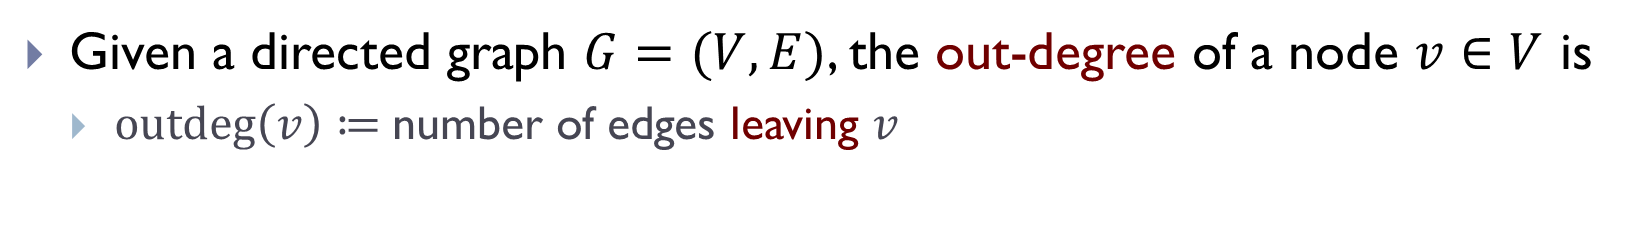 Given a directed graph G = (V, E), the out-degree of a node v ∈ V is
outdeg(v) ≔ number of edges leaving v